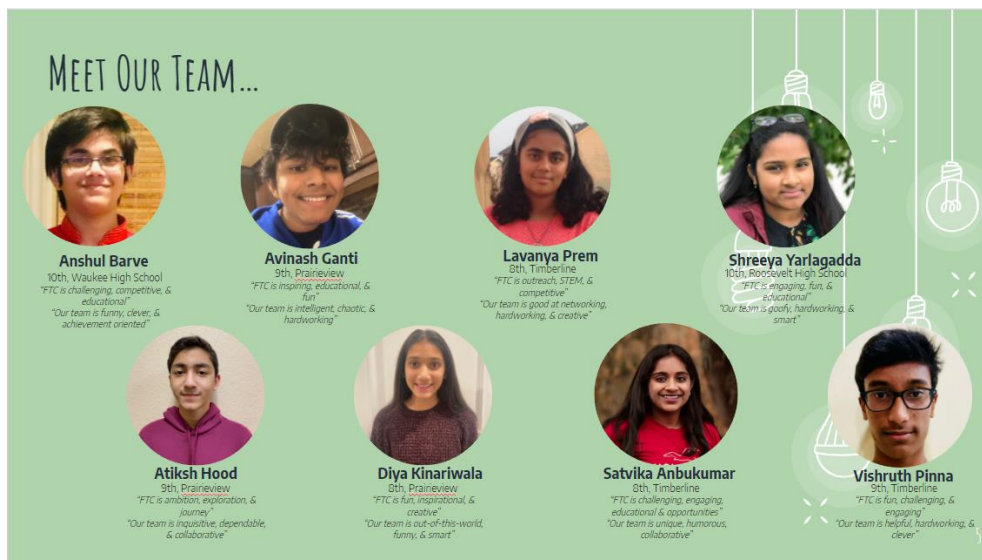 MEET OUR TEAM...
Anshul Barve
10th, Waukee High School
"FTC is challenging, competitive, &
educational"
"Our team is funny, clever, &
achievement oriented"
Avinash Ganti
9th, Prairieview
"FTC is inspiring, educational, &
fun"
"Our team is intelligent, chaotic, &
hardworking"
Lavanya Prem
8th, Timberline
"FTC is outreach, STEM, &
competitive"
"Our team is good at networking,
hardworking, & creative"
Shreeya Yarlagadda
10th, Roosevelt High School
"FTC is engaging, fun, &
educational"
"Our team is goofy, hardworking, &
smart"
Atiksh Hood
9th, Prairieview
"FTC is ambition, exploration, &
journey"
"Our team is inquisitive, dependable,
& collaborative"
Diya Kinariwala
8th, Prairieview
"FTC is fun, inspirational, &
creative"
"Our team is out-of-this-world,
funny, & smart"
Satvika Anbukumar
8th, Timberline
"FTC is challenging, engaging,
educational & opportunities"
"Our team is unique, humorous,
collaborative"
Vishruth Pinna
9th, Timberline
"FTC is fun, challenging, &
engaging"
"Our team is helpful, hardworking, &
clever"